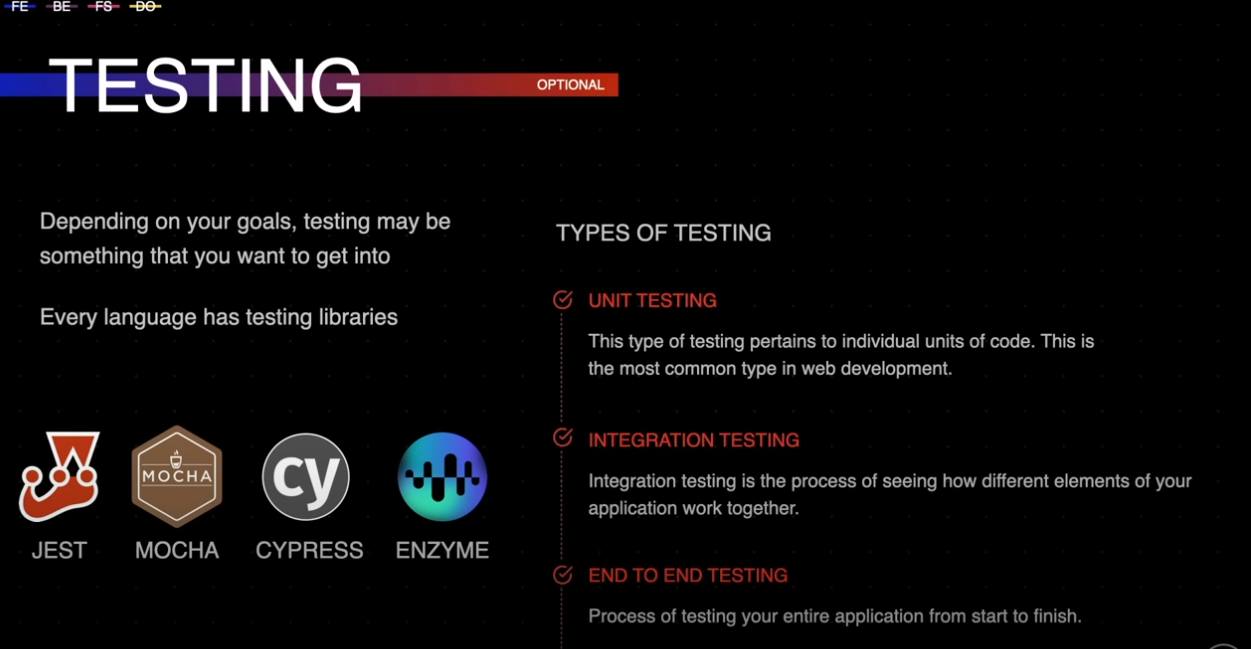 FE BE FS DO
TESTING
OPTIONAL
Depending on your goals, testing may be
something that you want to get into
Every language has testing libraries
MOCHA
cy
JEST MOCHA CYPRESS ENZYME
TYPES OF TESTING
UNIT TESTING
This type of testing pertains to individual units of code. This is
the most common type in web development.
INTEGRATION TESTING
Integration testing is the process of seeing how different elements of your
application work together.
END TO END TESTING
Process of testing your entire application from start to finish.